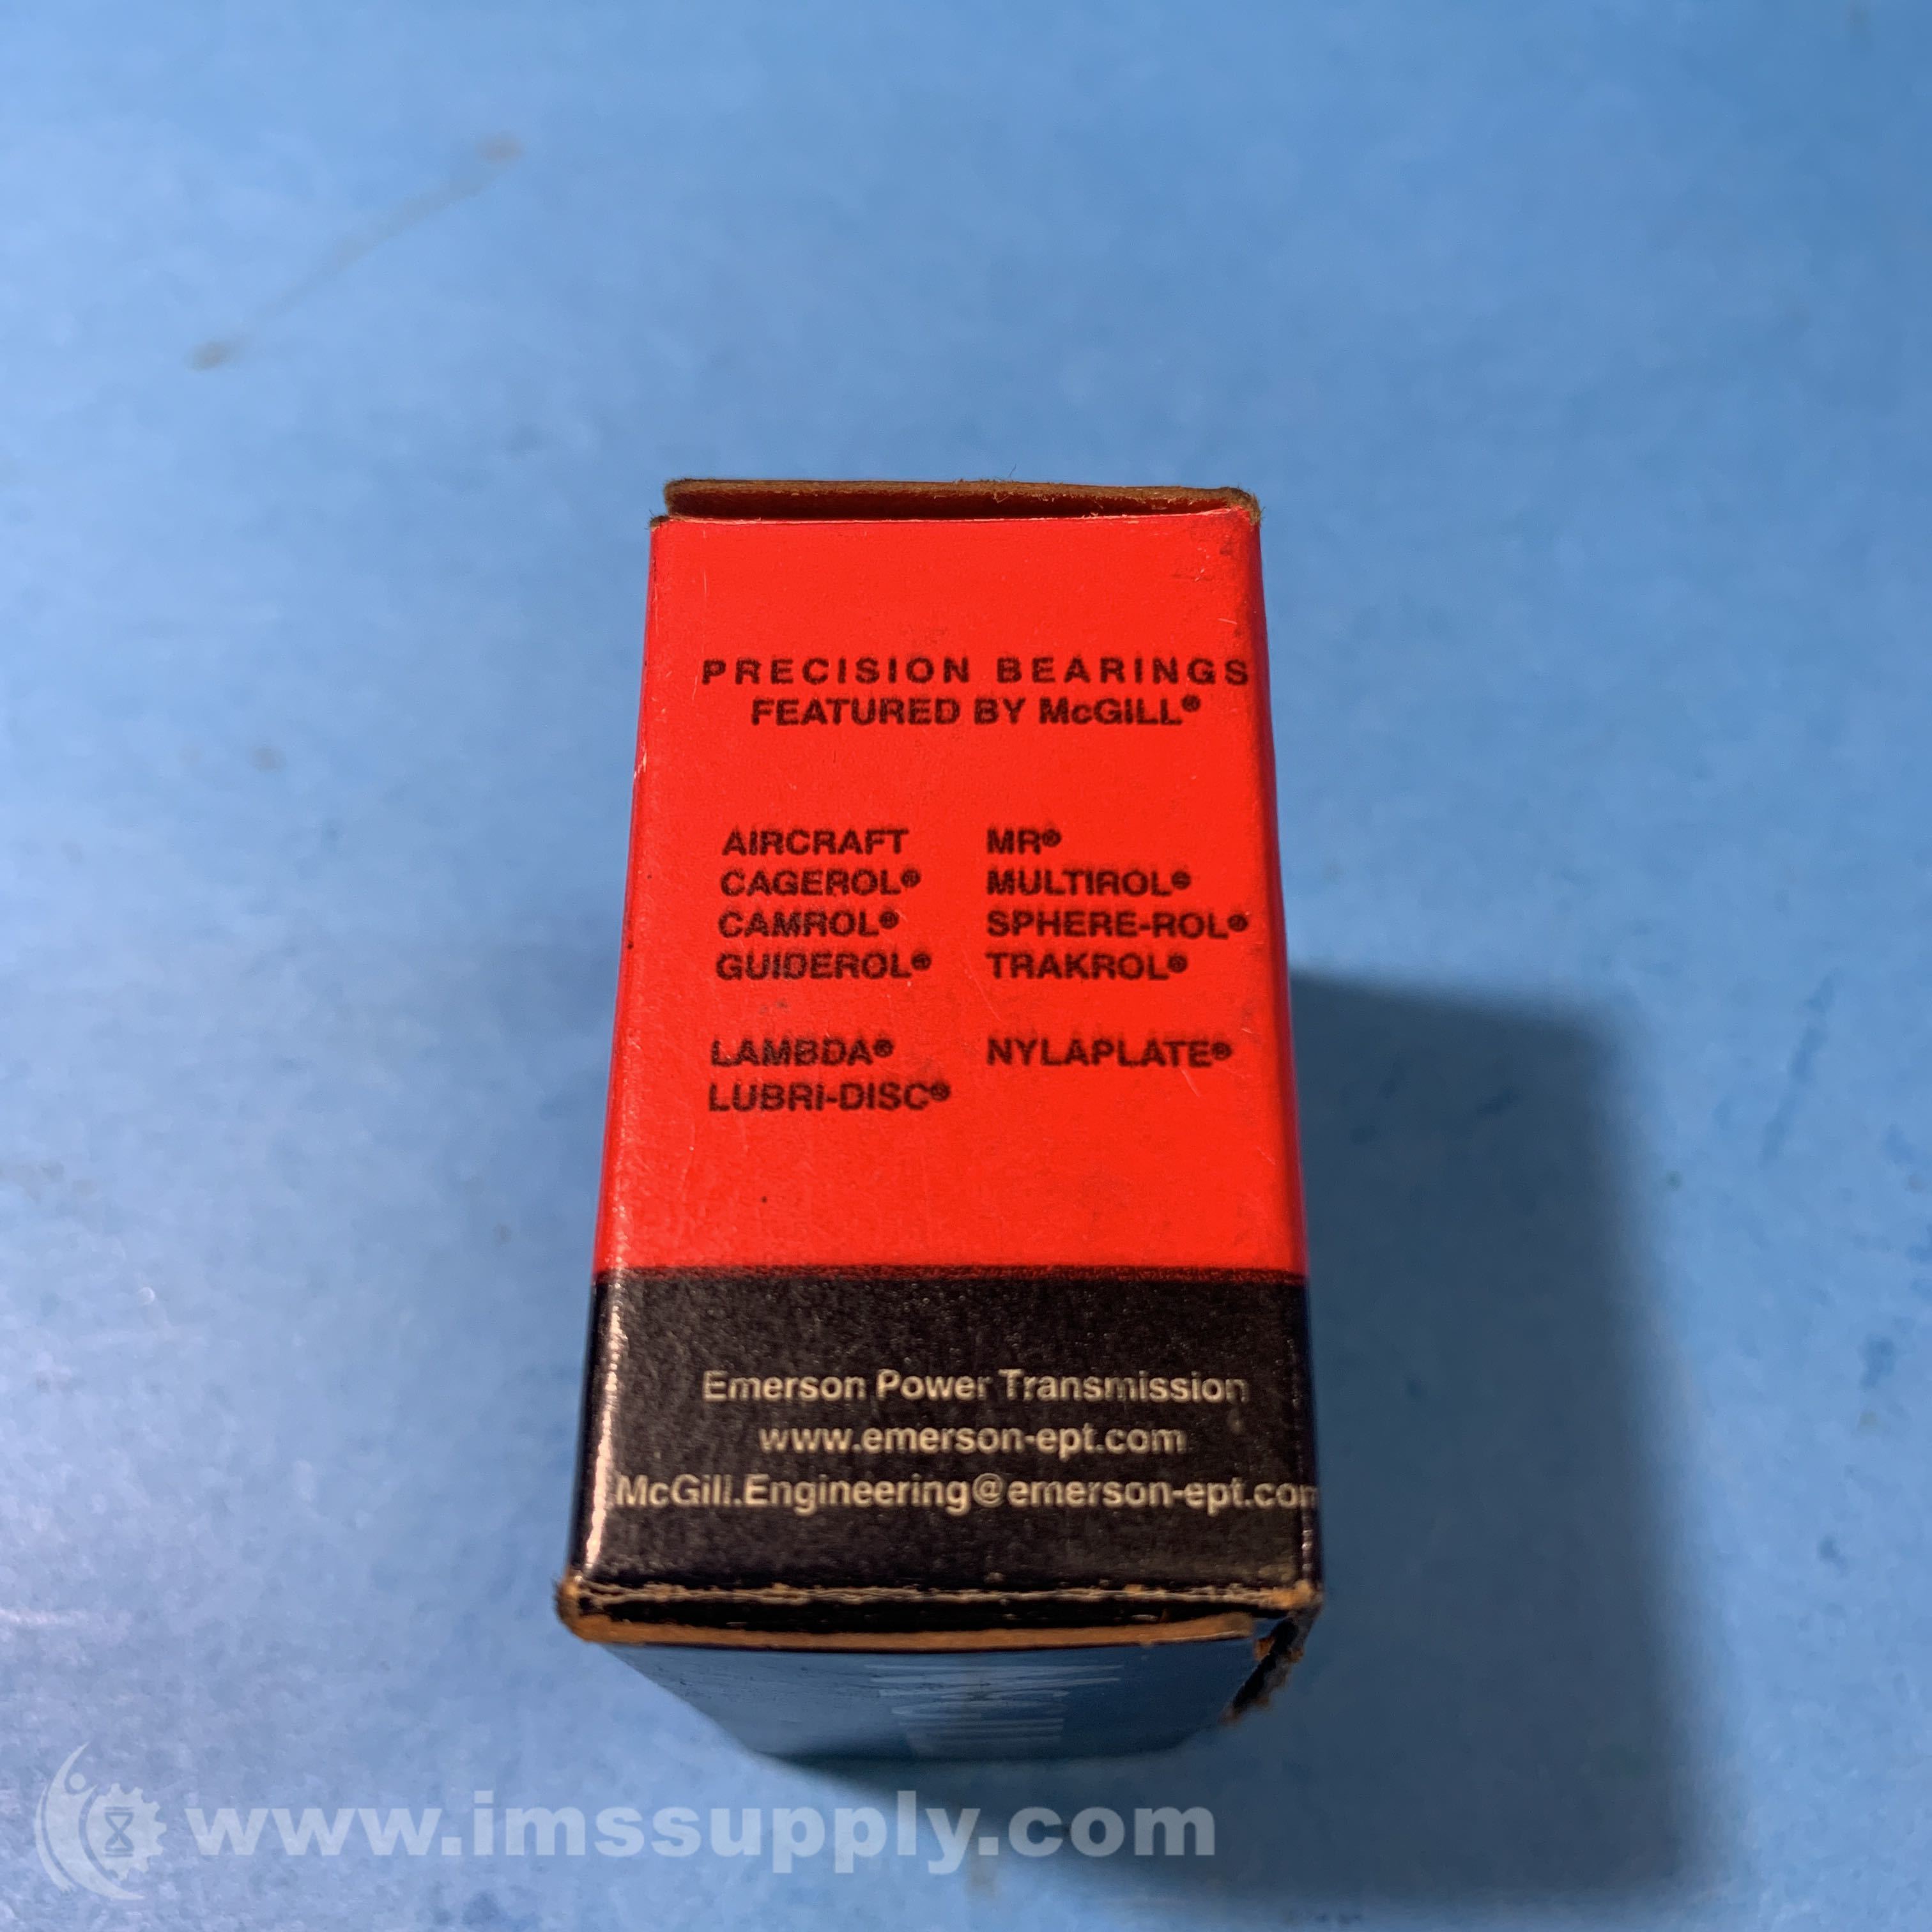 PRECISION BEARINGS
FEATURED BY McGILL®
AIRCRAFT MR®
CAGEROL® MULTIROL®
CAMROL® SPHERE-ROL®
GUIDEROL® TRAKROL®
LAMBDA® NYLAPLATE®
LUBRI-DISC®
Emerson Power Transmission
www.emerson-ept.com
McGill.Engineering@emerson-ept.com
www.imssupply.com